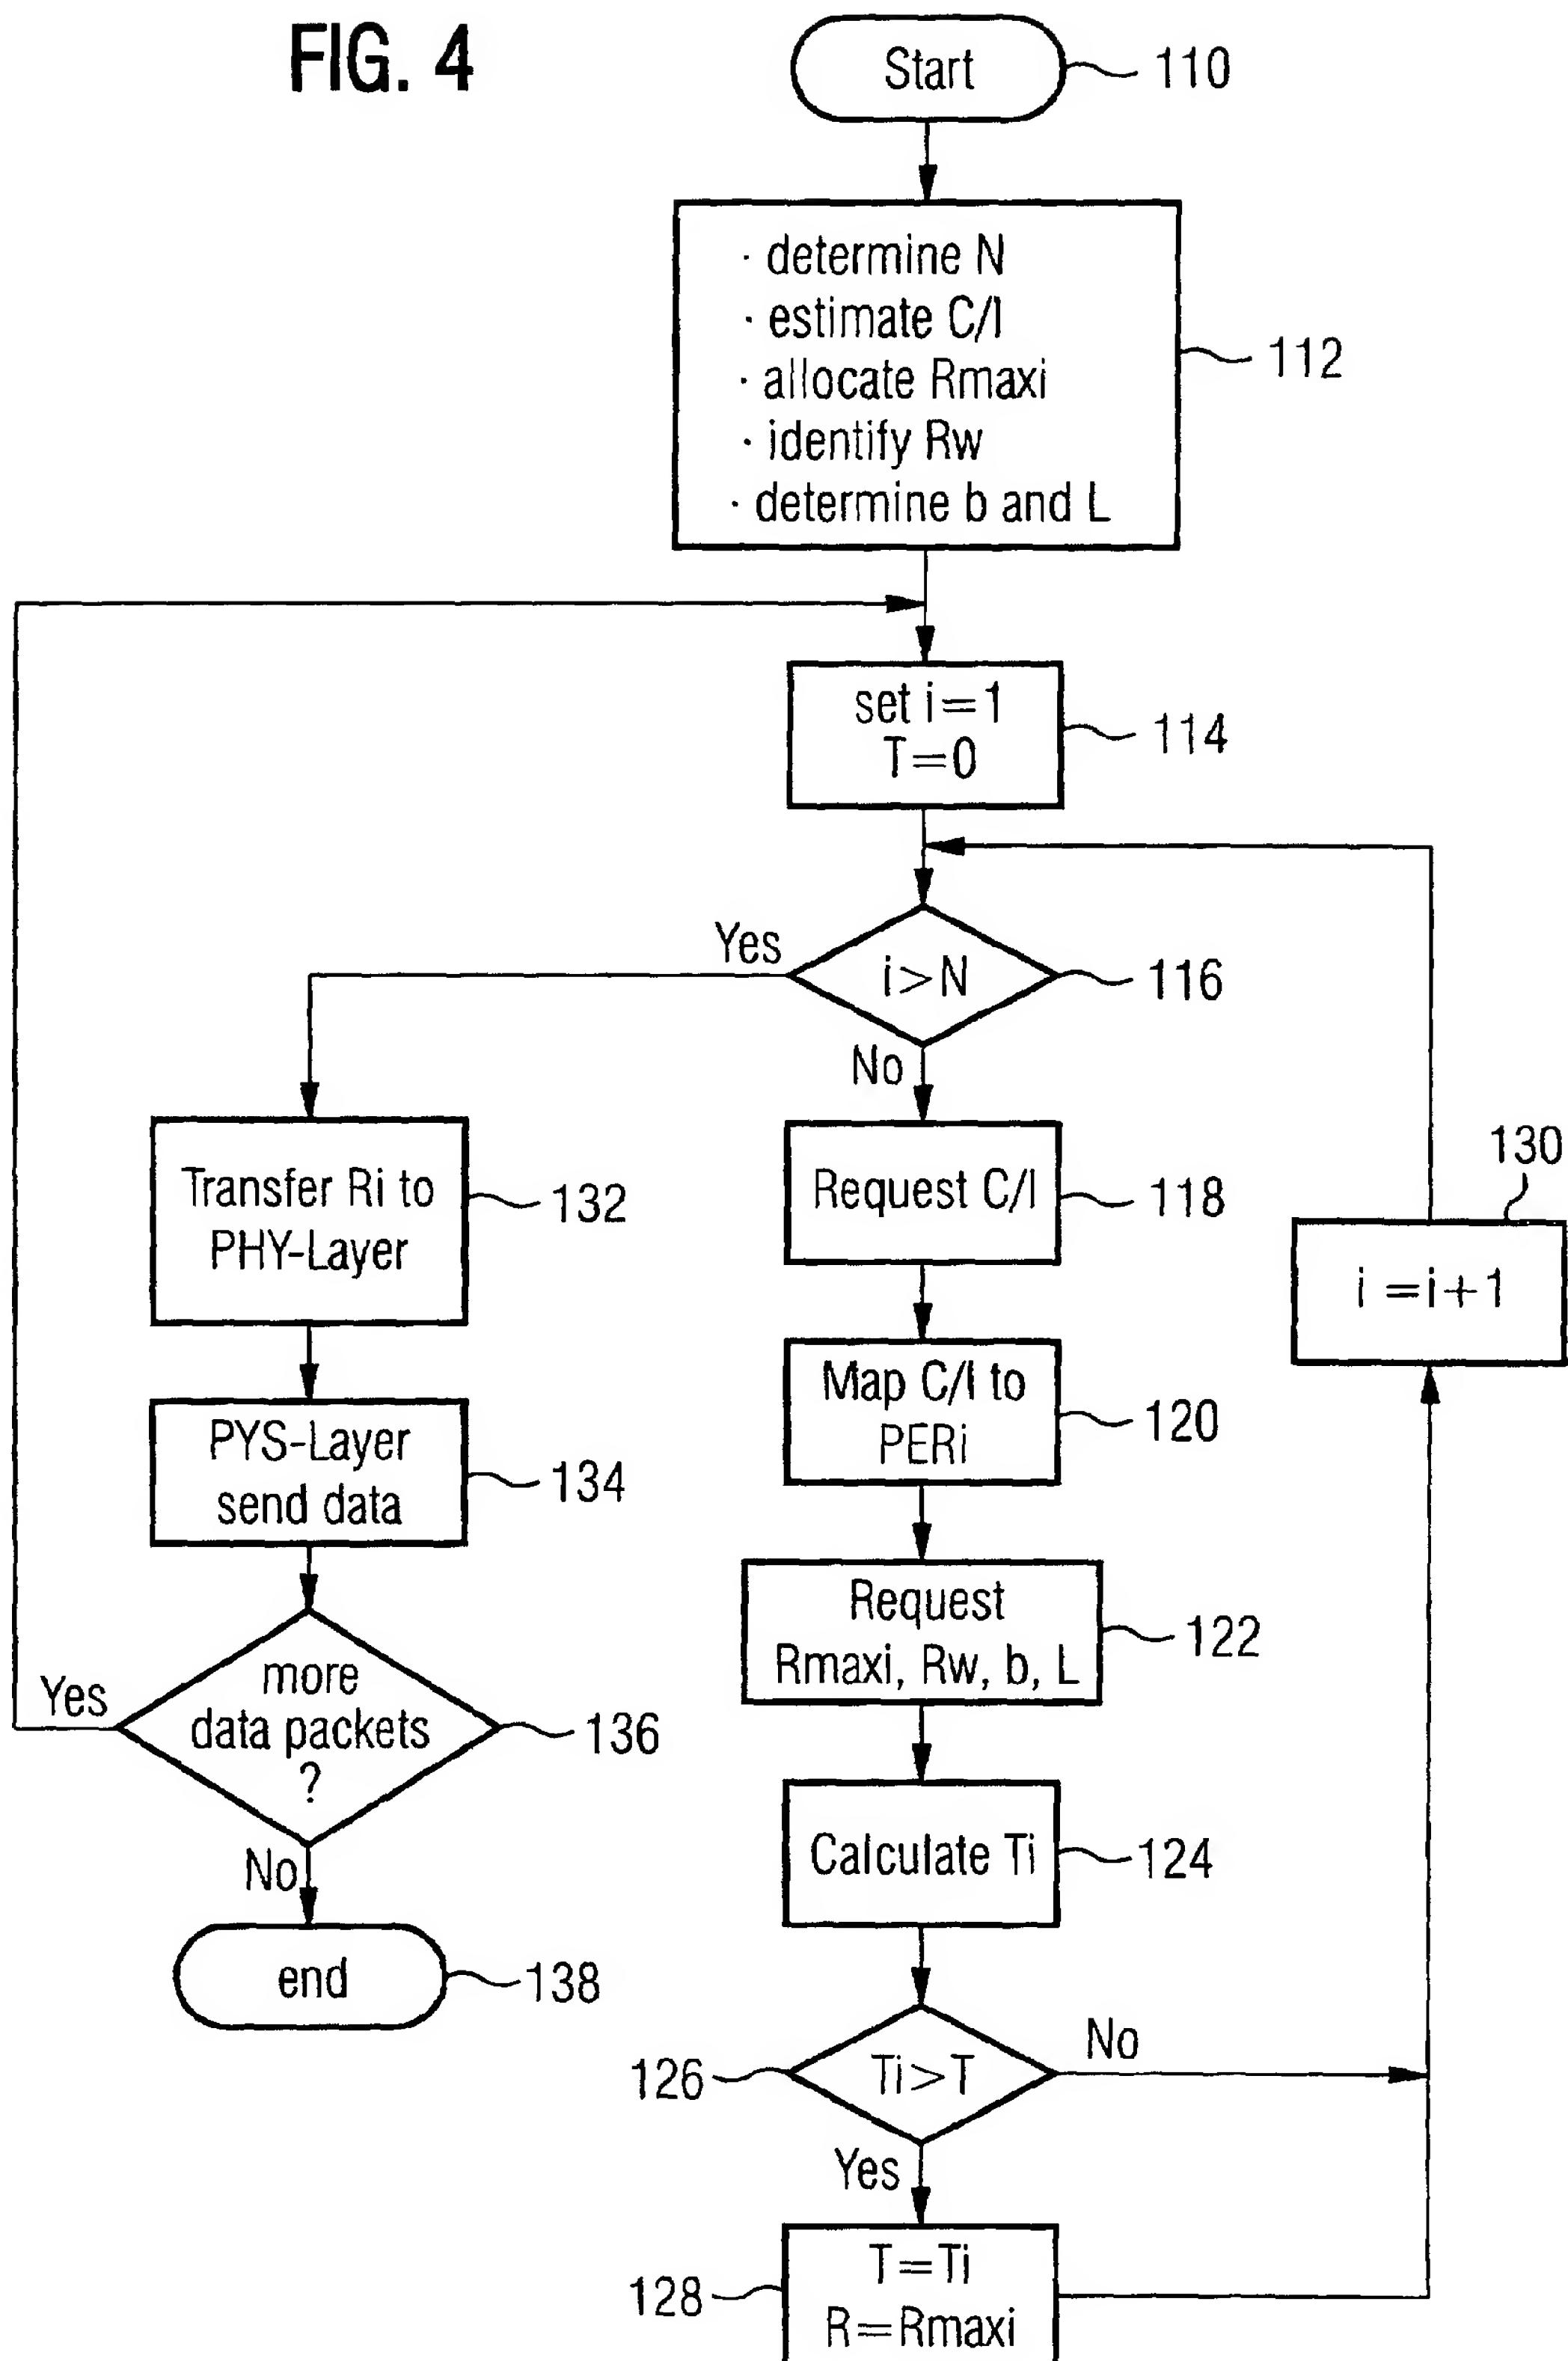 FIG. 4
Start
110
· determine N
· estimate C/I
· allocate Rmaxi
· identify Rw
· determine b and L
112
set i=1
T=0
114
i>N
116
Yes
No
Request C/I
118
Map C/I to
PERi
120
Request
Rmaxi, Rw, b, L
122
Calculate Ti
124
Ti>T
126
No
Yes
T=Ti
R=Rmaxi
128
130
i=i+1
Transfer Ri to
PHY-Layer
132
PYS-Layer
send data
134
more
data packets
?
136
Yes
No
end
138